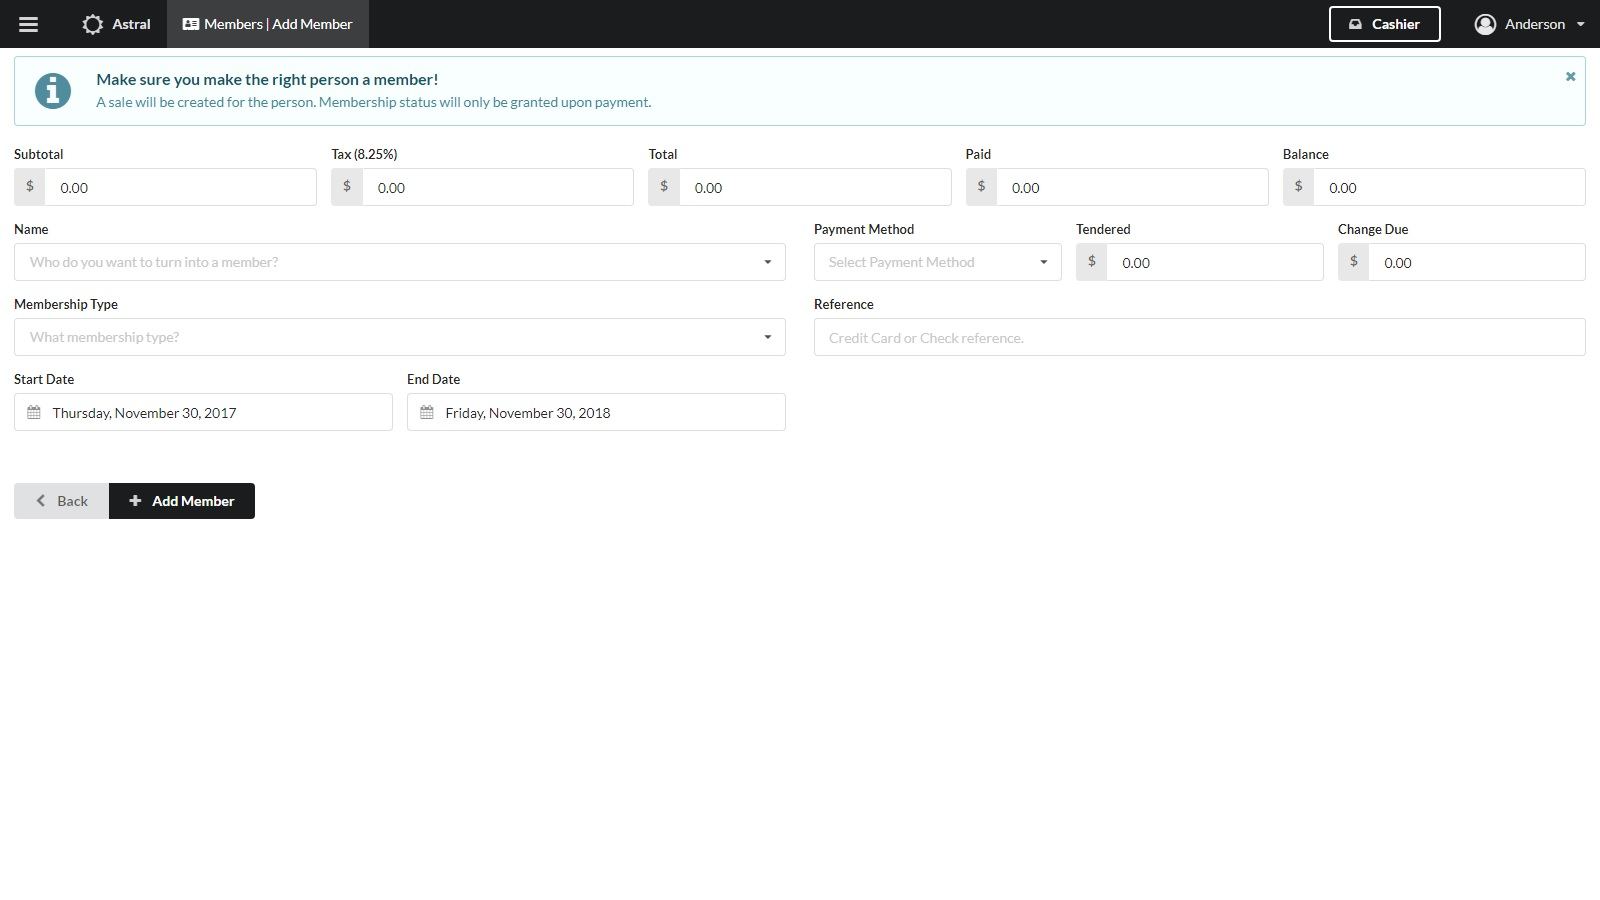 Astral
Members | Add Member
Cashier
Anderson
Make sure you make the right person a member!
A sale will be created for the person. Membership status will only be granted upon payment.
Subtotal
Tax (8.25%)
Total
Paid
Balance
$ 0.00
$ 0.00
$ 0.00
$ 0.00
$ 0.00
Name
Payment Method
Tendered
Change Due
Who do you want to turn into a member?
Select Payment Method
$ 0.00
$ 0.00
Membership Type
Reference
What membership type?
Credit Card or Check reference.
Start Date
End Date
Thursday, November 30, 2017
Friday, November 30, 2018
Back
Add Member